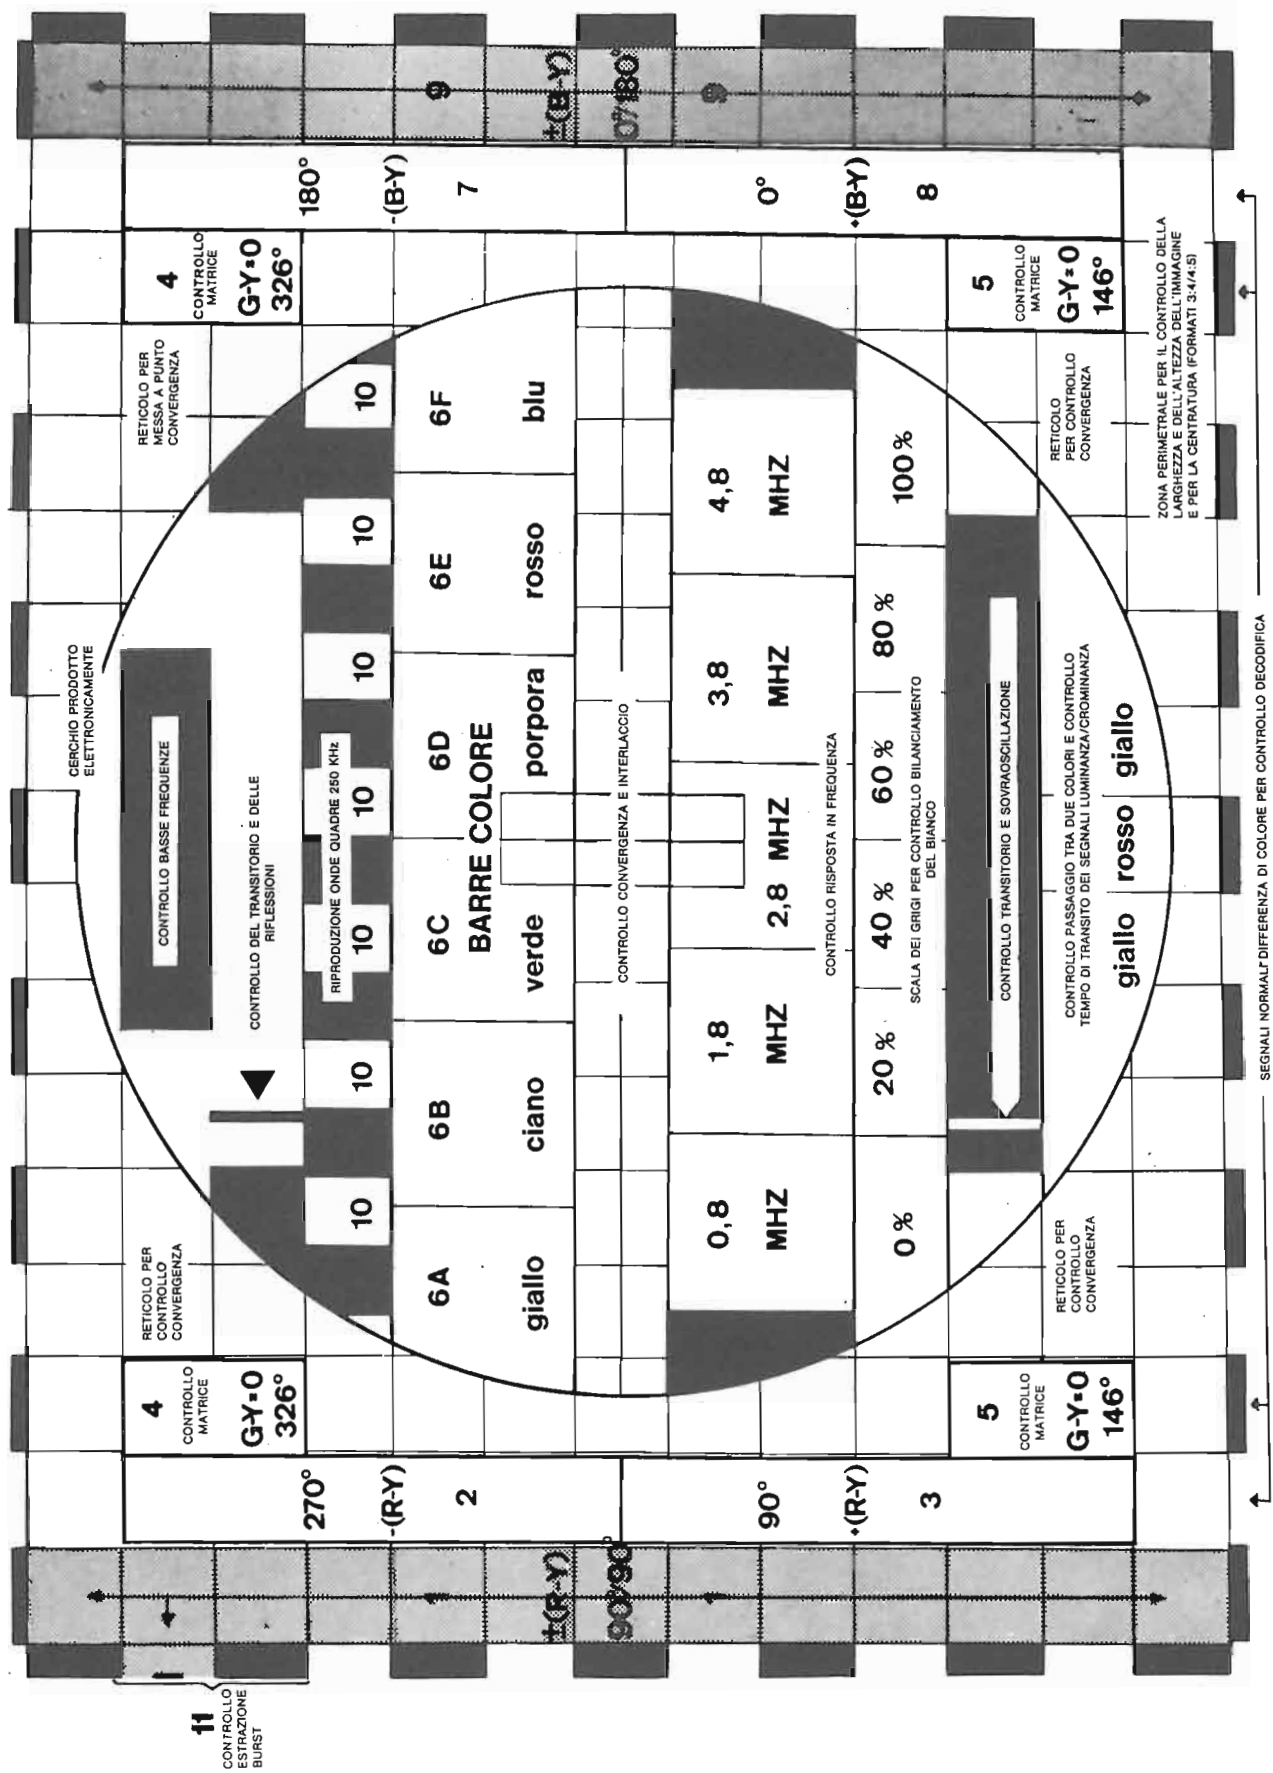 11
CONTROLLO
ESTRAZIONE
BURST
CERCHIO PRODOTTO
ELETTRONICAMENTE
4
CONTROLLO
MATRICE
G-Y=0
326°
RETICOLO PER
CONTROLLO
CONVERGENZA
CONTROLLO BASSE FREQUENZE
RETICOLO PER
MESSA A PUNTO
CONVERGENZA
4
CONTROLLO
MATRICE
G-Y=0
326°
CONTROLLO DEL TRANSITORIO E DELLE
RIFLESSIONI
RIPRODUZIONE ONDE QUADRE 250 KHz
10 10 10 10 10 10 10
270°
-(R-Y)
2
180°
-(B-Y)
7
6A 6B 6C 6D 6E 6F
BARRE COLORE
giallo ciano verde porpora rosso blu
9
±(R-Y)
90°/90°
±(B-Y)
0°/180°
9
CONTROLLO CONVERGENZA E INTERLACCIO
0,8 1,8 3,8 4,8
MHZ MHZ 2,8 MHZ MHZ MHZ
CONTROLLO RISPOSTA IN FREQUENZA
90°
+(R-Y)
3
0°
+(B-Y)
8
0% 20% 40% 60% 80% 100%
SCALA DEI GRIGI PER CONTROLLO BILANCIAMENTO
DEL BIANCO
5
CONTROLLO
MATRICE
G-Y=0
146°
CONTROLLO TRANSITORIO E SOVRAOSCILLAZIONE
5
CONTROLLO
MATRICE
G-Y=0
146°
RETICOLO PER
CONTROLLO
CONVERGENZA
CONTROLLO PASSAGGIO TRA DUE COLORI E CONTROLLO
TEMPO DI TRANSITO DEI SEGNALI LUMINANZA/CROMINANZA
giallo rosso giallo
RETICOLO
PER CONTROLLO
CONVERGENZA
ZONA PERIMETRALE PER IL CONTROLLO DELLA
LARGHEZZA E DELL'ALTEZZA DELL'IMMAGINE
E PER LA CENTRATURA (FORMATI 3:4/4:5)
SEGNALI NORMALI DIFFERENZA DI COLORE PER CONTROLLO DECODIFICA